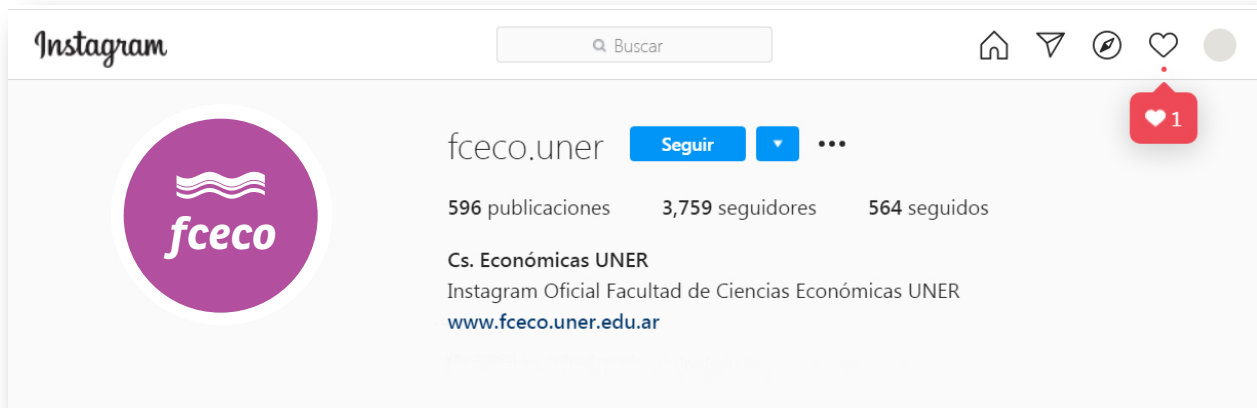 Instagram
Buscar
1
fceco
fceco.uner Seguir
596 publicaciones 3,759 seguidores 564 seguidos
Cs. Económicas UNER
Instagram Oficial Facultad de Ciencias Económicas UNER
www.fceco.uner.edu.ar